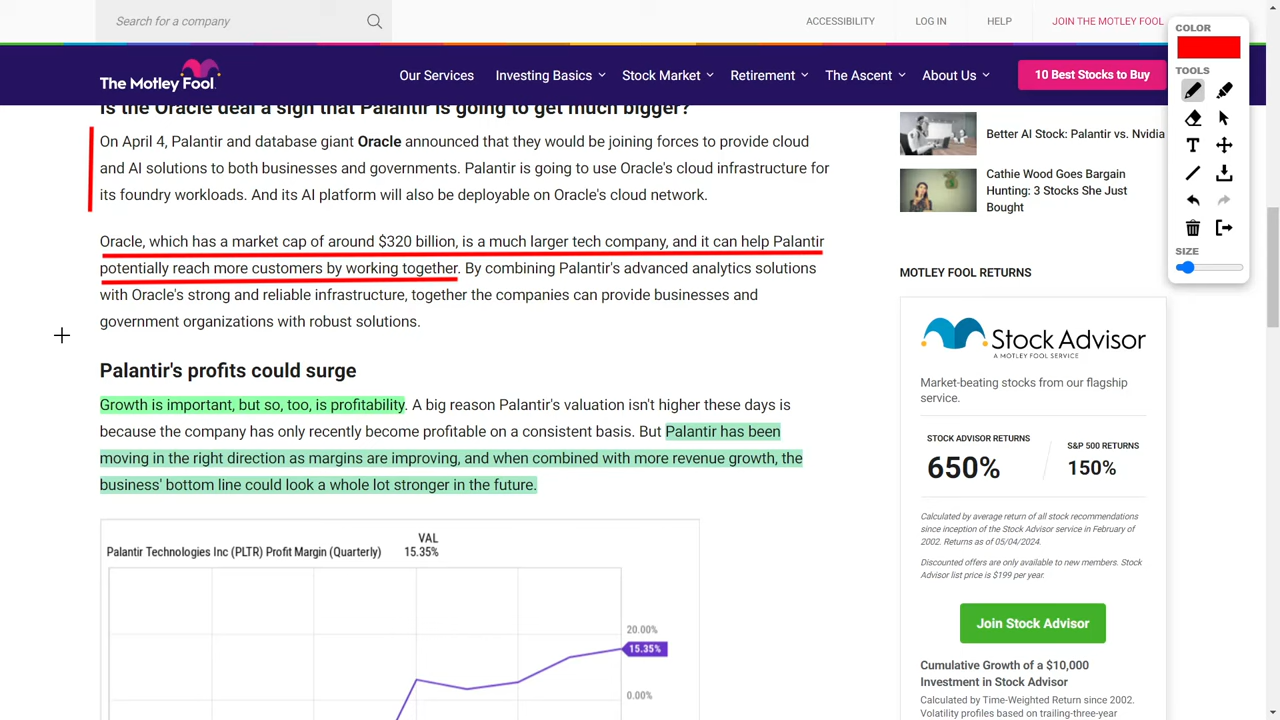 Search for a company
ACCESSIBILITY
LOG IN
HELP
JOIN THE MOTLEY FOOL
The Motley Fool.
Our Services
Investing Basics
Stock Market
Retirement
The Ascent
About Us
10 Best Stocks to Buy
Is the Oracle deal a sign that Palantir is going to get much bigger?
On April 4, Palantir and database giant Oracle announced that they would be joining forces to provide cloud
and AI solutions to both businesses and governments. Palantir is going to use Oracle's cloud infrastructure for
its foundry workloads. And its AI platform will also be deployable on Oracle's cloud network.
Oracle, which has a market cap of around $320 billion, is a much larger tech company, and it can help Palantir
potentially reach more customers by working together. By combining Palantir's advanced analytics solutions
with Oracle's strong and reliable infrastructure, together the companies can provide businesses and
government organizations with robust solutions.
Palantir's profits could surge
Growth is important, but so, too, is profitability. A big reason Palantir's valuation isn't higher these days is
because the company has only recently become profitable on a consistent basis. But Palantir has been
moving in the right direction as margins are improving, and when combined with more revenue growth, the
business' bottom line could look a whole lot stronger in the future.
VAL
Palantir Technologies Inc (PLTR) Profit Margin (Quarterly) 15.35%
20.00%
15.35%
0.00%
Better AI Stock: Palantir vs. Nvidia
Cathie Wood Goes Bargain
Hunting: 3 Stocks She Just
Bought
MOTLEY FOOL RETURNS
Stock Advisor
A MOTLEY FOOL SERVICE
Market-beating stocks from our flagship
service.
STOCK ADVISOR RETURNS
650%
S&P 500 RETURNS
150%
Calculated by average return of all stock recommendations
since inception of the Stock Advisor service in February of
2002. Returns as of 05/04/2024.
Discounted offers are only available to new members. Stock
Advisor list price is $199 per year.
Join Stock Advisor
Cumulative Growth of a $10,000
Investment in Stock Advisor
Calculated by Time-Weighted Return since 2002.
Volatility profiles based on trailing-three-year
COLOR
TOOLS
T
SIZE